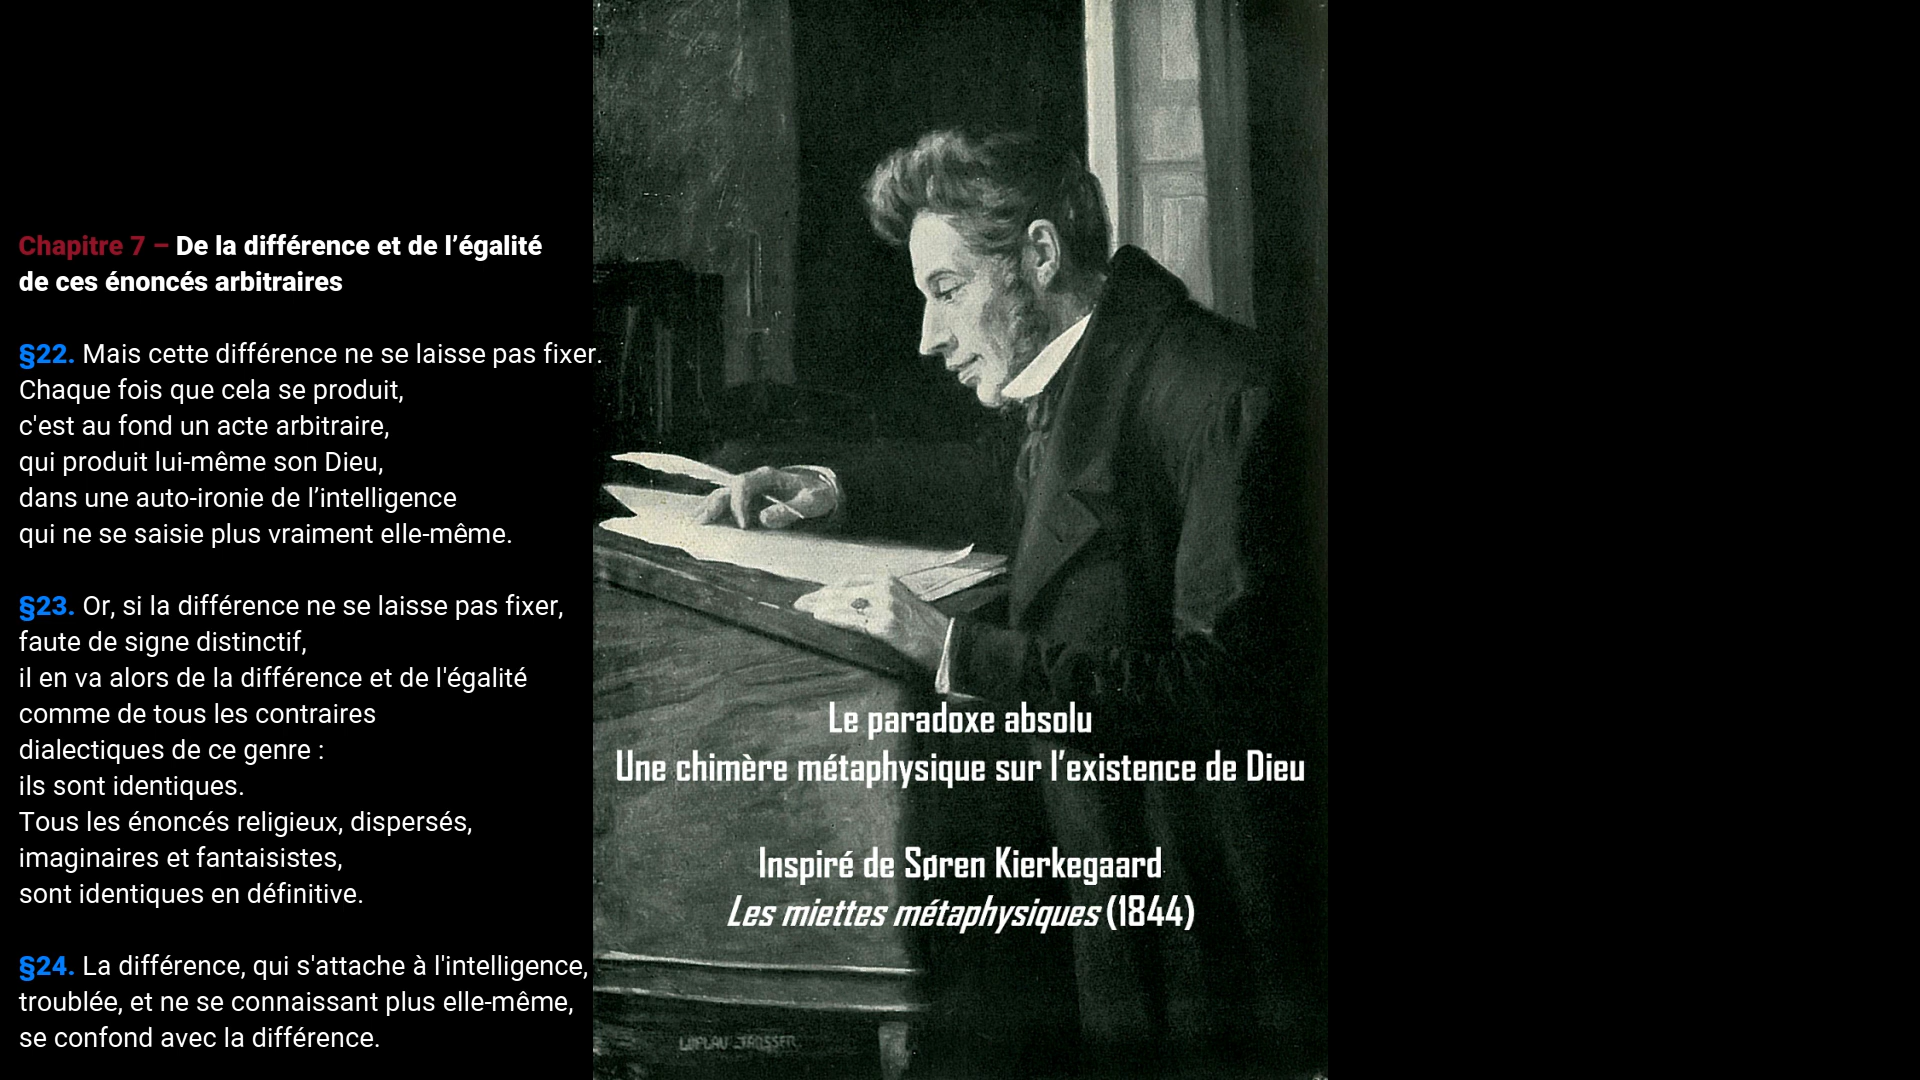 Chapitre 7 – De la différence et de l’égalité
de ces énoncés arbitraires
§22. Mais cette différence ne se laisse pas fixer.
Chaque fois que cela se produit,
c'est au fond un acte arbitraire,
qui produit lui-même son Dieu,
dans une auto-ironie de l’intelligence
qui ne se saisie plus vraiment elle-même.
§23. Or, si la différence ne se laisse pas fixer,
faute de signe distinctif,
il en va alors de la différence et de l'égalité
comme de tous les contraires
dialectiques de ce genre :
ils sont identiques.
Tous les énoncés religieux, dispersés,
imaginaires et fantaisistes,
sont identiques en définitive.
§24. La différence, qui s'attache à l'intelligence,
troublée, et ne se connaissant plus elle-même,
se confond avec la différence.
Le paradoxe absolu
Une chimère métaphysique sur l’existence de Dieu
Inspiré de Søren Kierkegaard
Les miettes métaphysiques (1844)